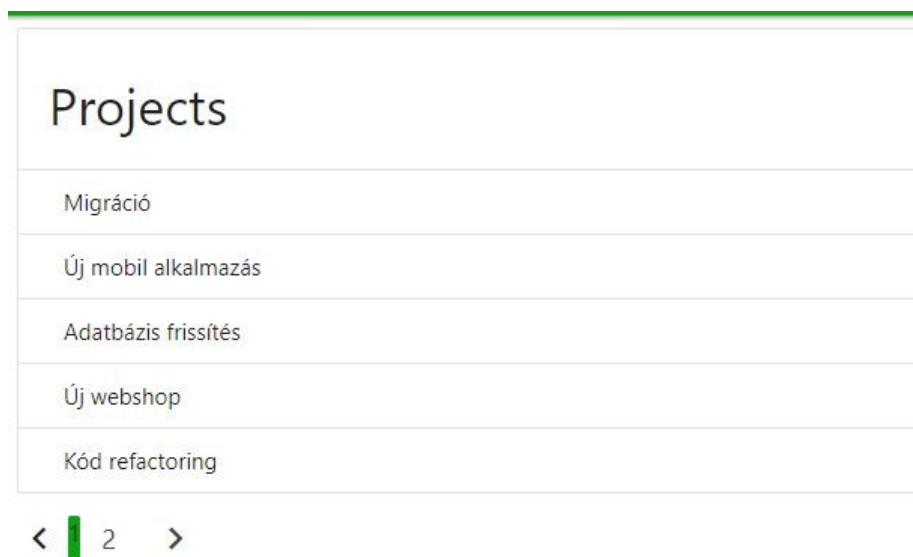 Projects
Migráció
Új mobil alkalmazás
Adatbázis frissítés
Új webshop
Kód refactoring
1 2